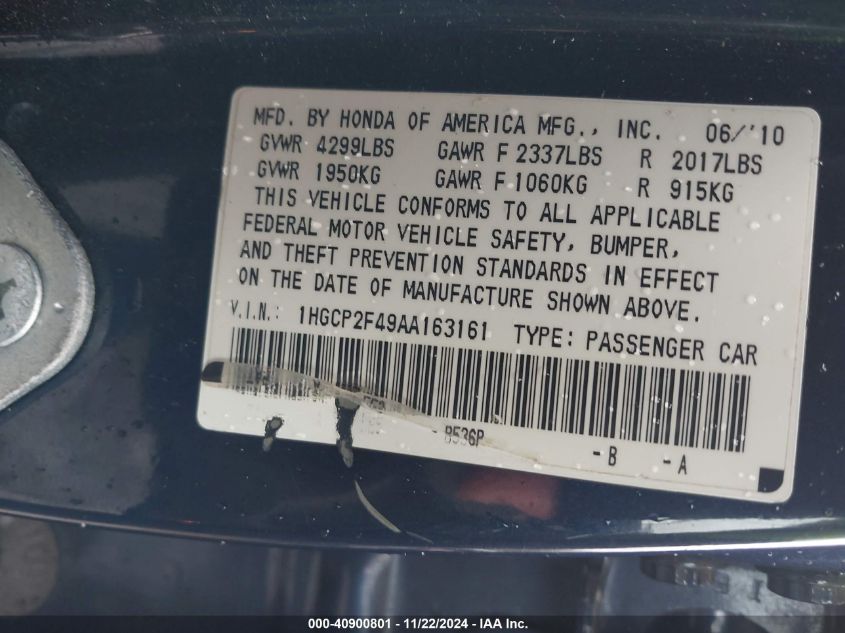 MFD. BY HONDA OF AMERICA MFG., INC. 06/'10
GVWR 4299LBS GAWR F 2337LBS R 2017LBS
GVWR 1950KG GAWR F 1060KG R 915KG
THIS VEHICLE CONFORMS TO ALL APPLICABLE
FEDERAL MOTOR VEHICLE SAFETY, BUMPER,
AND THEFT PREVENTION STANDARDS IN EFFECT
ON THE DATE OF MANUFACTURE SHOWN ABOVE.
V.I.N.: 1HGCP2F49AA163161 TYPE: PASSENGER CAR
B536P -B -A
000-40900801 - 11/22/2024 - IAA Inc.